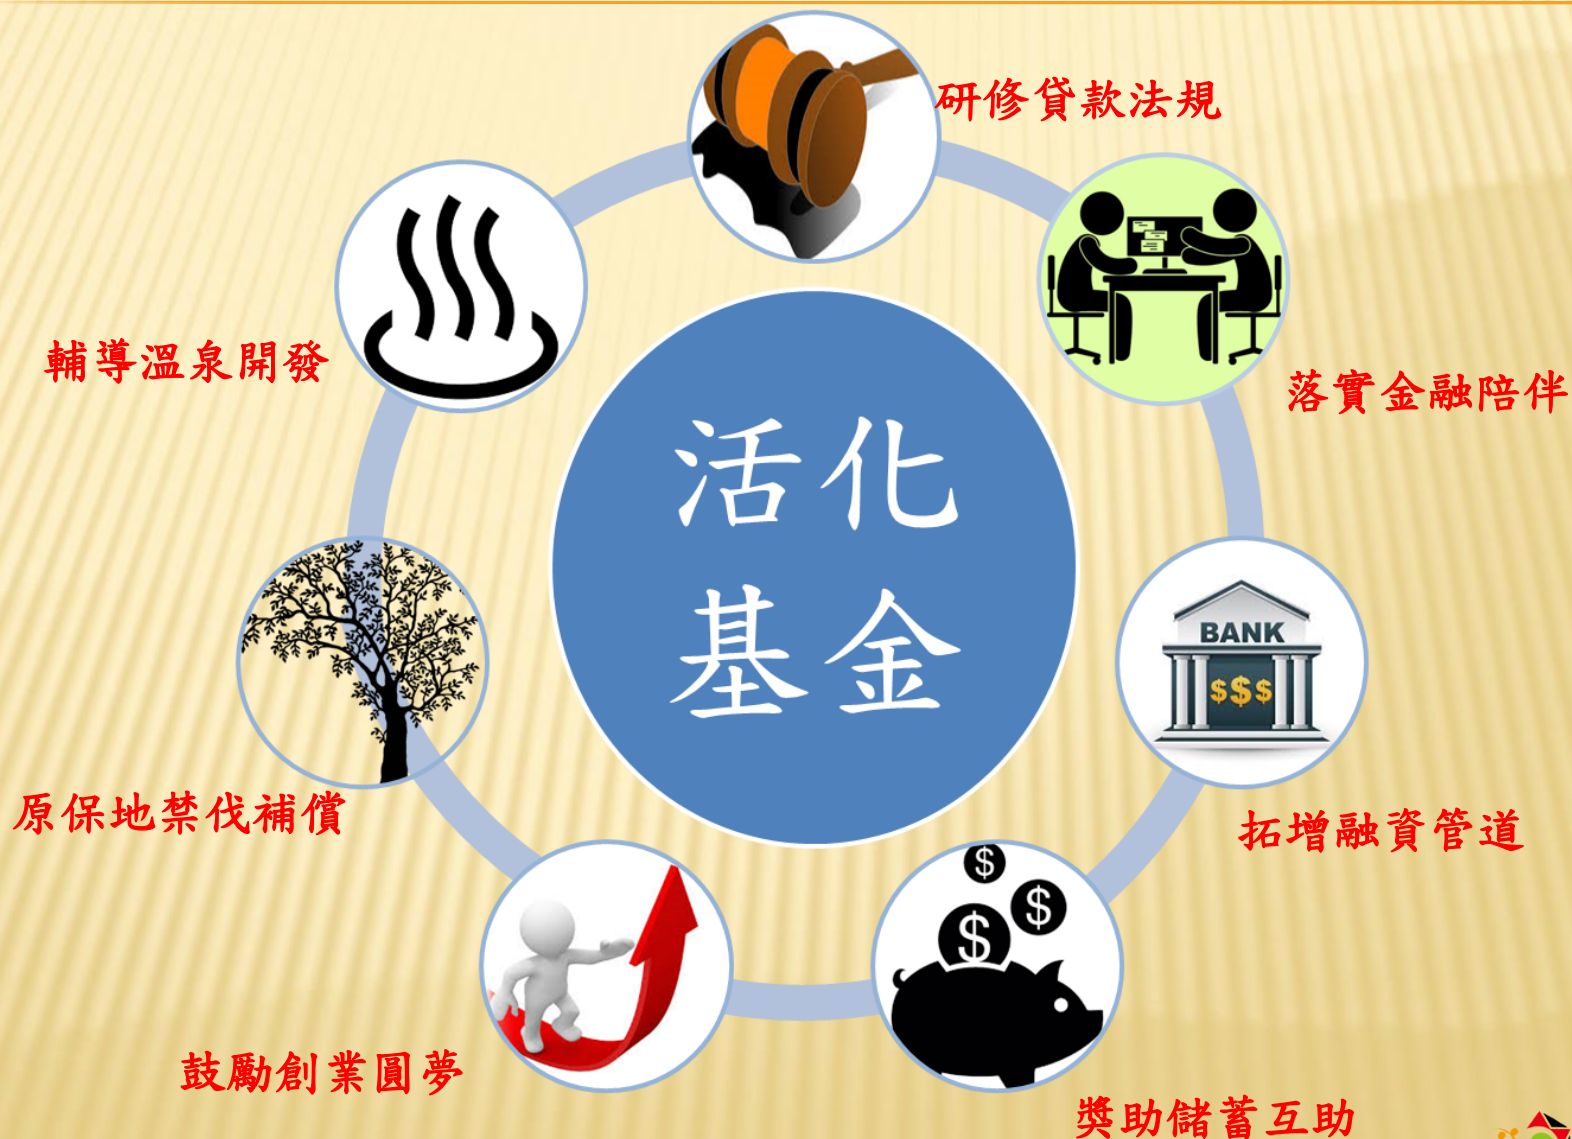 研修貸款法規
落實金融陪伴
拓增融資管道
獎助儲蓄互助
鼓勵創業圓夢
原保地禁伐補償
輔導溫泉開發
活化
基金
BANK
$$$
$
$
$